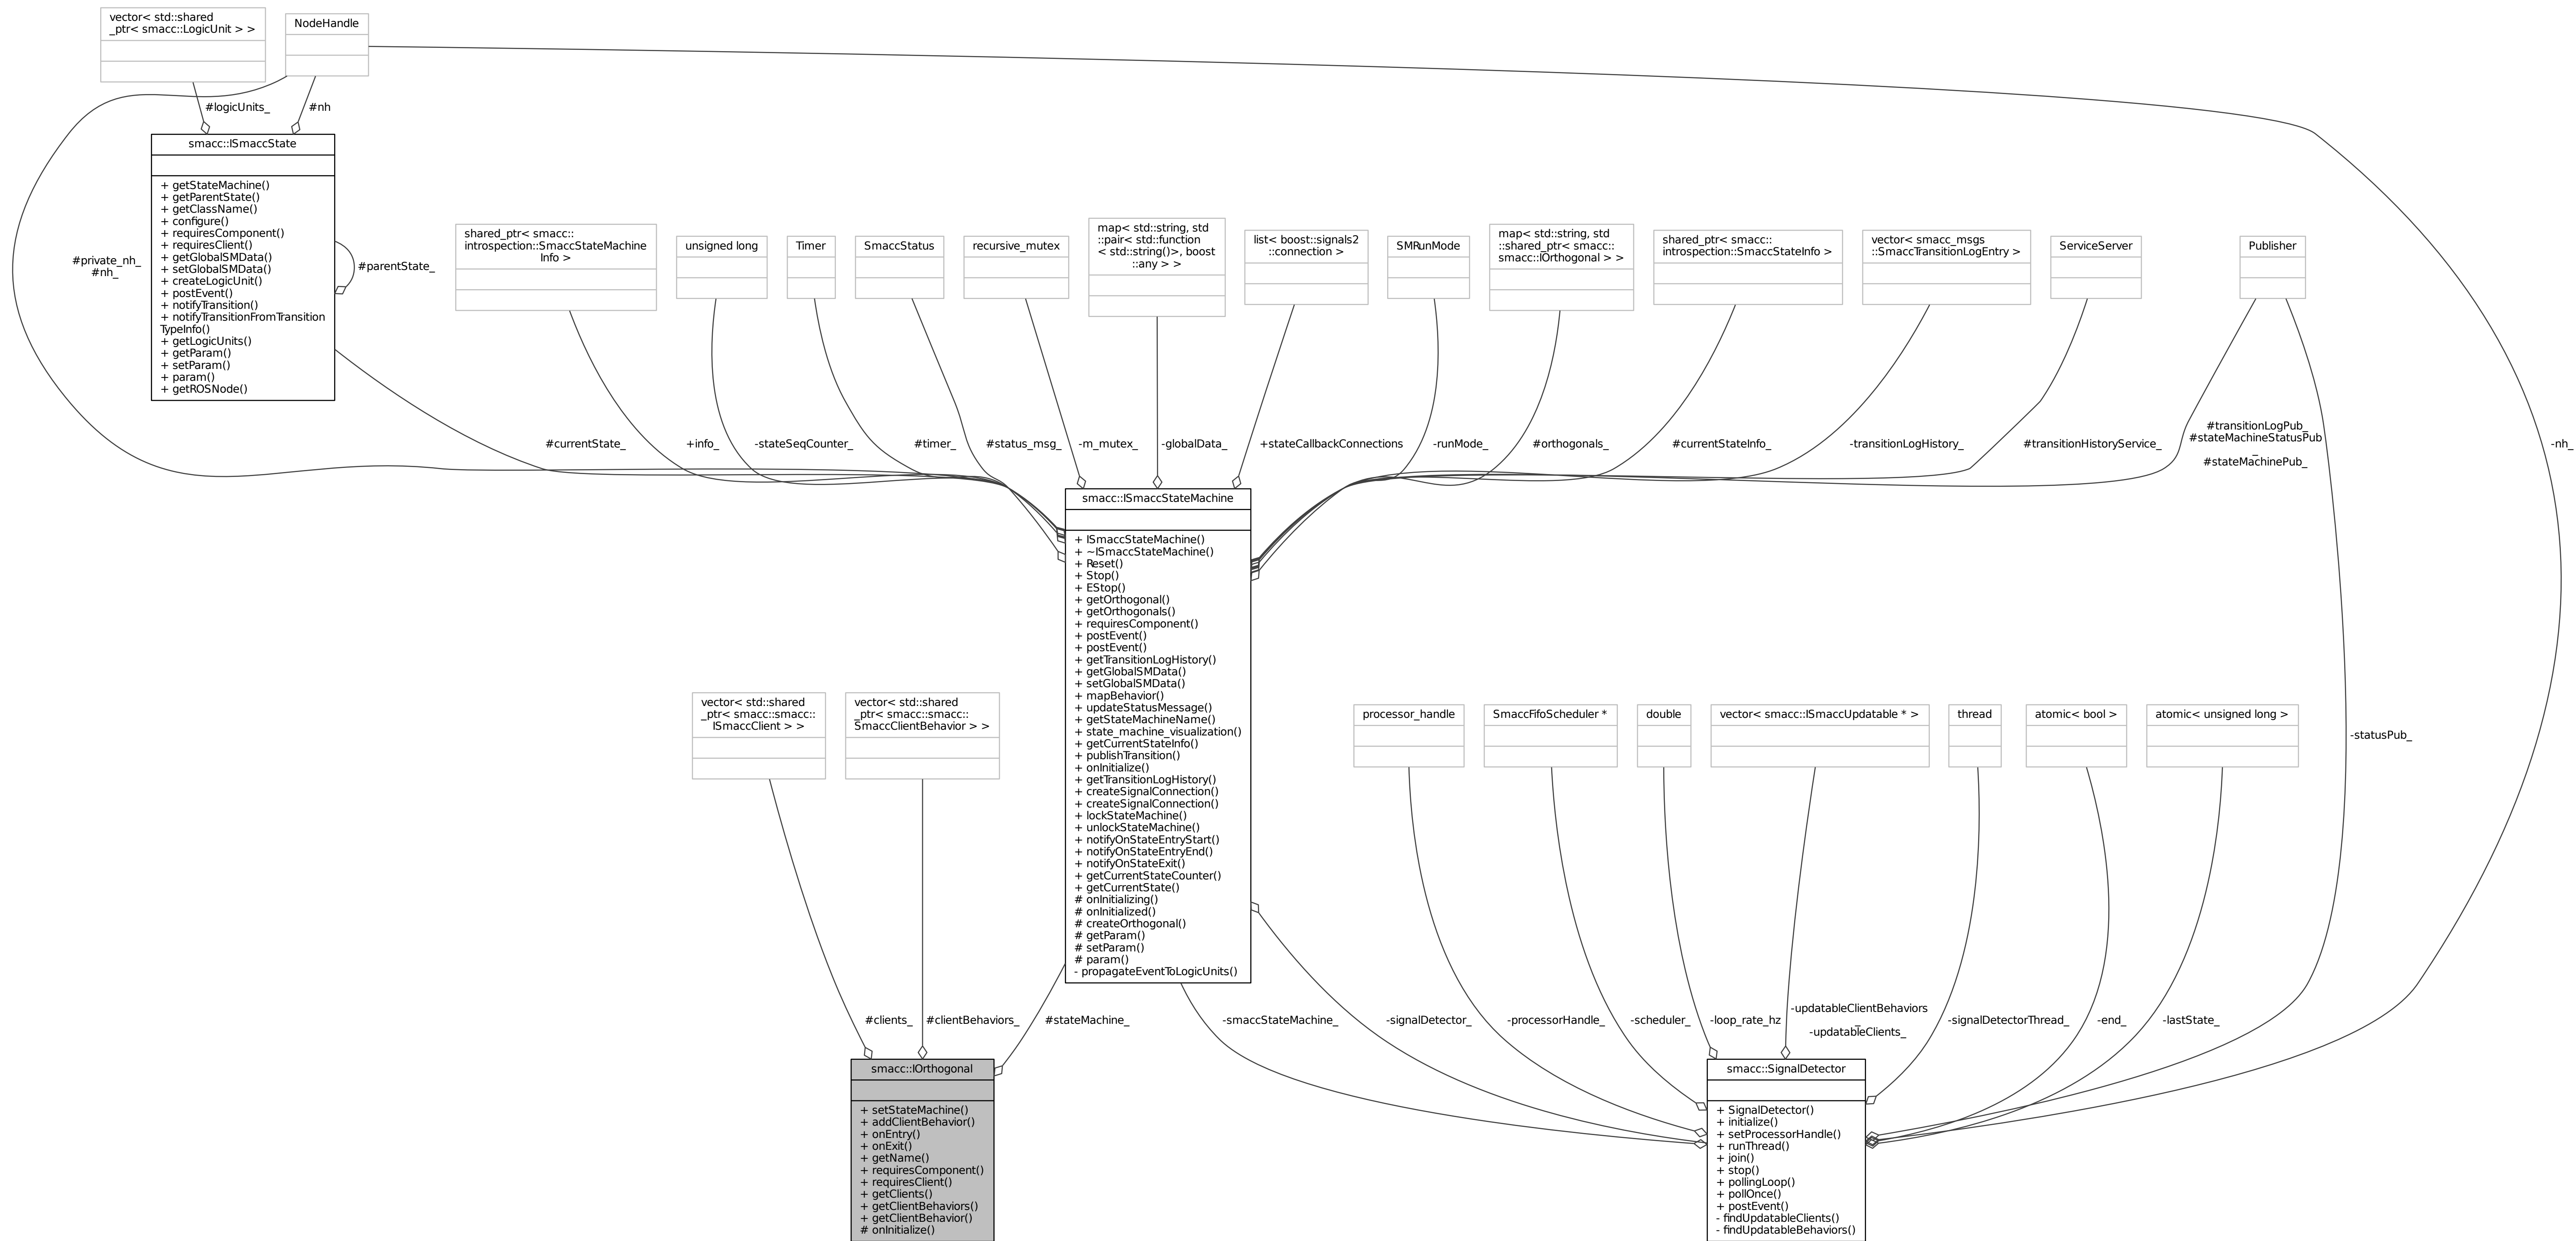 vector< std::shared
_ptr< smacc::LogicUnit > >
NodeHandle
#logicUnits_
#nh
smacc::ISmaccState
+ getStateMachine()
+ getParentState()
+ getClassName()
+ configure()
+ requiresComponent()
+ requiresClient()
+ getGlobalSMData()
+ setGlobalSMData()
+ createLogicUnit()
+ postEvent()
+ notifyTransition()
+ notifyTransitionFromTransition
TypeInfo()
+ getLogicUnits()
+ getParam()
+ setParam()
+ param()
+ getROSNode()
#private_nh_
#nh_
#parentState_
shared_ptr< smacc::
introspection::SmaccStateMachine
Info >
unsigned long
Timer
SmaccStatus
recursive_mutex
map< std::string, std
::pair< std::function
< std::string()>, boost
::any > >
list< boost::signals2
::connection >
SMRunMode
map< std::string, std
::shared_ptr< smacc::
smacc::IOrthogonal > >
shared_ptr< smacc::
introspection::SmaccStateInfo >
vector< smacc_msgs
::SmaccTransitionLogEntry >
ServiceServer
Publisher
#currentState_
+info_
-stateSeqCounter_
#timer_
#status_msg_
-m_mutex_
-globalData_
+stateCallbackConnections
-runMode_
#orthogonals_
#currentStateInfo_
-transitionLogHistory_
#transitionHistoryService_
#transitionLogPub_
#stateMachineStatusPub
_
#stateMachinePub_
-nh_
smacc::ISmaccStateMachine
+ ISmaccStateMachine()
+ ~ISmaccStateMachine()
+ Reset()
+ Stop()
+ EStop()
+ getOrthogonal()
+ getOrthogonals()
+ requiresComponent()
+ postEvent()
+ postEvent()
+ getTransitionLogHistory()
+ getGlobalSMData()
+ setGlobalSMData()
+ mapBehavior()
+ updateStatusMessage()
+ getStateMachineName()
+ state_machine_visualization()
+ getCurrentStateInfo()
+ publishTransition()
+ onInitialize()
+ getTransitionLogHistory()
+ createSignalConnection()
+ createSignalConnection()
+ lockStateMachine()
+ unlockStateMachine()
+ notifyOnStateEntryStart()
+ notifyOnStateEntryEnd()
+ notifyOnStateExit()
+ getCurrentStateCounter()
+ getCurrentState()
# onInitializing()
# onInitialized()
# createOrthogonal()
# getParam()
# setParam()
# param()
- propagateEventToLogicUnits()
vector< std::shared
_ptr< smacc::smacc::
ISmaccClient > >
vector< std::shared
_ptr< smacc::smacc::
SmaccClientBehavior > >
processor_handle
SmaccFifoScheduler *
double
vector< smacc::ISmaccUpdatable * >
thread
atomic< bool >
atomic< unsigned long >
-statusPub_
#clients_
#clientBehaviors_
#stateMachine_
-smaccStateMachine_
-signalDetector_
-processorHandle_
-scheduler_
-loop_rate_hz
-updatableClientBehaviors
_
-updatableClients_
-signalDetectorThread_
-end_
-lastState_
smacc::IOrthogonal
+ setStateMachine()
+ addClientBehavior()
+ onEntry()
+ onExit()
+ getName()
+ requiresComponent()
+ requiresClient()
+ getClients()
+ getClientBehaviors()
+ getClientBehavior()
# onInitialize()
smacc::SignalDetector
+ SignalDetector()
+ initialize()
+ setProcessorHandle()
+ runThread()
+ join()
+ stop()
+ pollingLoop()
+ pollOnce()
+ postEvent()
- findUpdatableClients()
- findUpdatableBehaviors()